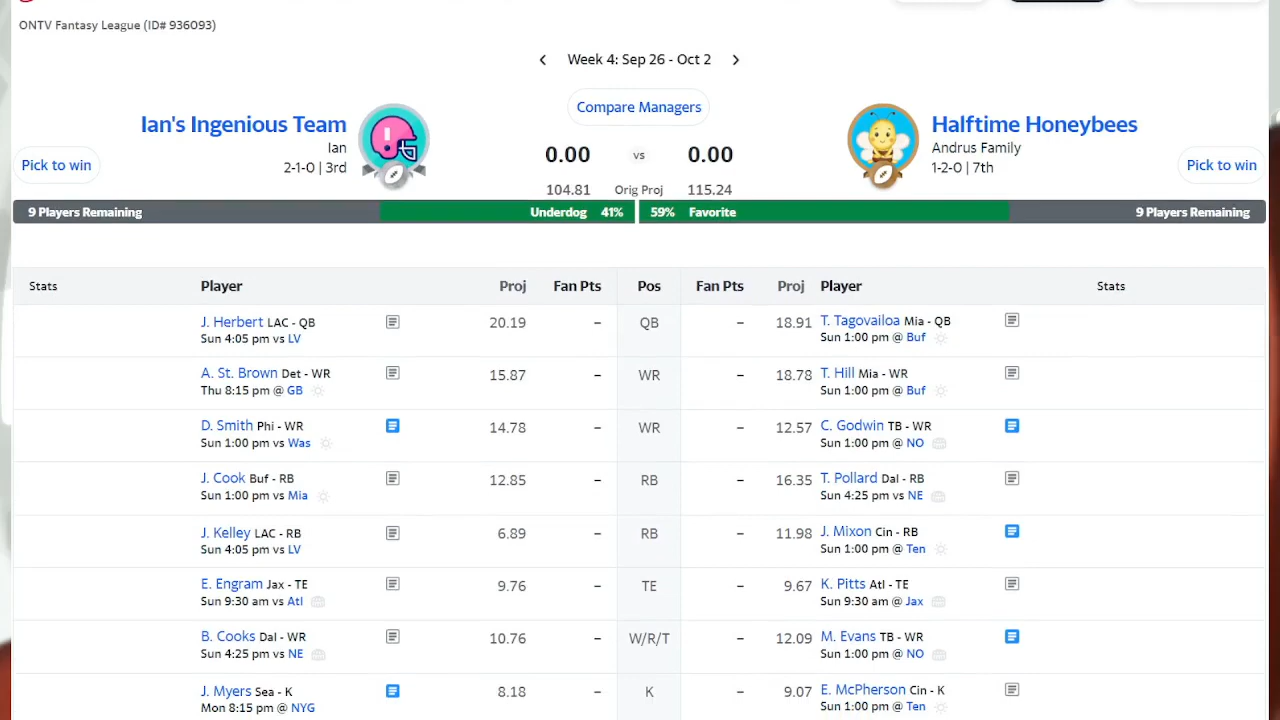 ONTV Fantasy League (ID# 936093)
Week 4: Sep 26 - Oct 2
Compare Managers
Ian's Ingenious Team
Ian
2-1-0 | 3rd
Pick to win
0.00 vs 0.00
104.81 Orig Proj 115.24
Halftime Honeybees
Andrus Family
1-2-0 | 7th
Pick to win
9 Players Remaining Underdog 41% 59% Favorite 9 Players Remaining
Stats Player Proj Fan Pts Pos Fan Pts Proj Player Stats
J. Herbert LAC - QB 20.19 – QB – 18.91 T. Tagovailoa Mia - QB
Sun 4:05 pm vs LV Sun 1:00 pm @ Buf
A. St. Brown Det - WR 15.87 – WR – 18.78 T. Hill Mia - WR
Thu 8:15 pm @ GB Sun 1:00 pm @ Buf
D. Smith Phi - WR 14.78 – WR – 12.57 C. Godwin TB - WR
Sun 1:00 pm vs Was Sun 1:00 pm @ NO
J. Cook Buf - RB 12.85 – RB – 16.35 T. Pollard Dal - RB
Sun 1:00 pm vs Mia Sun 4:25 pm vs NE
J. Kelley LAC - RB 6.89 – RB – 11.98 J. Mixon Cin - RB
Sun 4:05 pm vs LV Sun 1:00 pm @ Ten
E. Engram Jax - TE 9.76 – TE – 9.67 K. Pitts Atl - TE
Sun 9:30 am vs Atl Sun 9:30 am @ Jax
B. Cooks Dal - WR 10.76 – W/R/T – 12.09 M. Evans TB - WR
Sun 4:25 pm vs NE Sun 1:00 pm @ NO
J. Myers Sea - K 8.18 – K – 9.07 E. McPherson Cin - K
Mon 8:15 pm @ NYG Sun 1:00 pm @ Ten